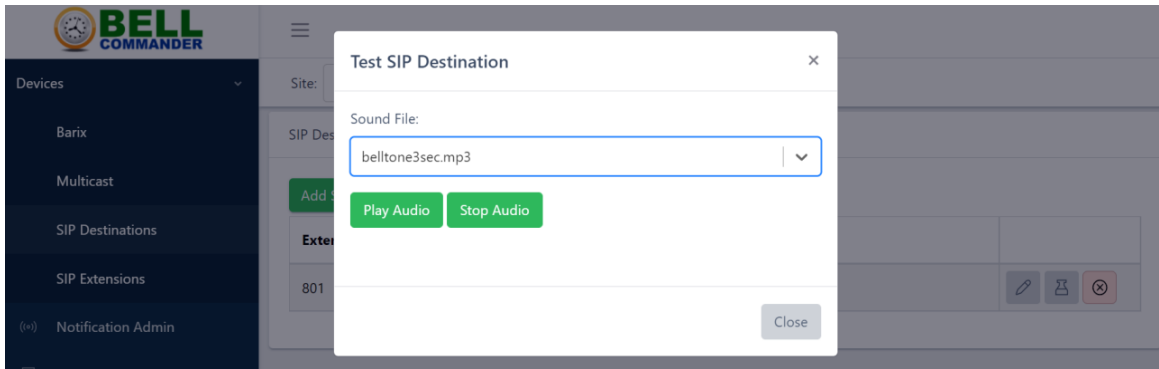 BELL
COMMANDER
Devices
Barix
Multicast
SIP Destinations
SIP Extensions
Notification Admin
Site:
SIP Des
Add S
Exter
801
Test SIP Destination
Sound File:
belltone3sec.mp3
Play Audio Stop Audio
Close